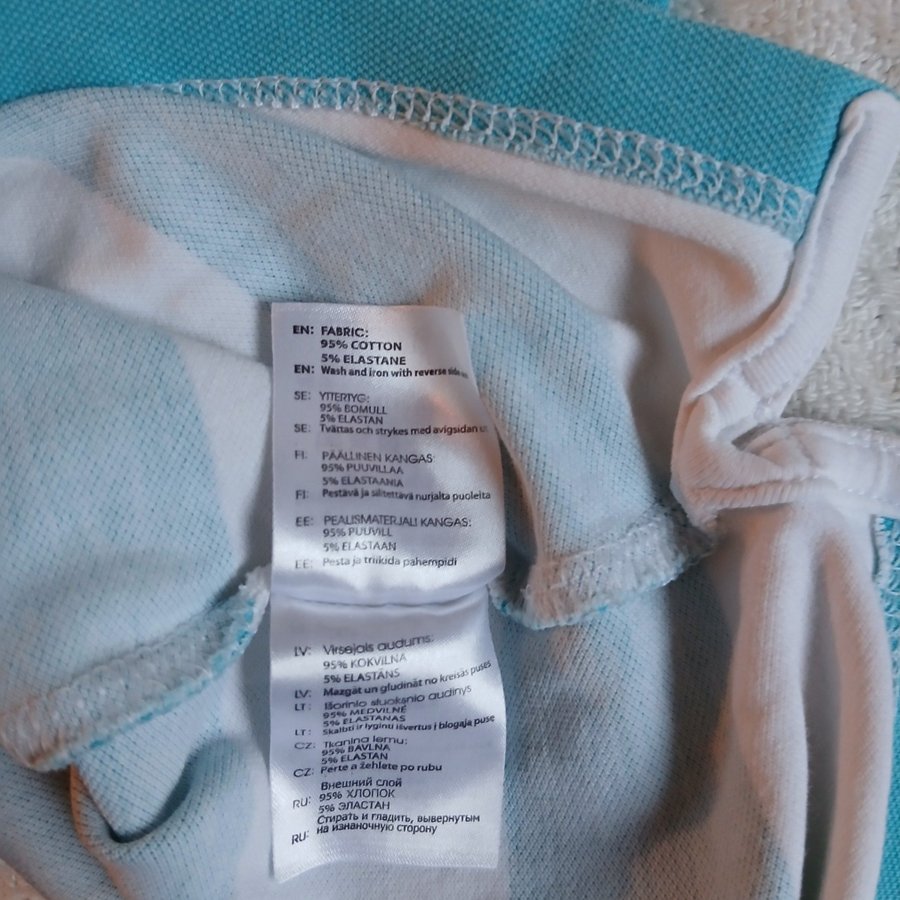 EN: FABRIC:
95% COTTON
5% ELASTANE
EN: Wash and iron with reverse side
SE: YTTERTYG:
95% BOMULL
5% ELASTAN
SE: Tvättas och strykes med avigsidan ut
FI: PÄÄLLINEN KANGAS:
95% PUUVILLAA
5% ELASTAANIA
FI: Pestävä ja silitettävä nurjalta puoleita
EE: PEALISMATERJALI KANGAS:
95% PUUVILL
5% ELASTAAN
EE: Pesta ja triikida pahempidi
LV: Virsejais audums:
95% KOKVILNA
5% ELASTĀNS
LV: Mazgāt un gludināt no kreisās puses
LT: Išorinio sluoksnio audinys
95% MEDVILNĖ
5% ELASTANAS
LT: Skalbti ir lyginti išvertus į blogąja pusę
CZ: Tkanina lemu:
95% BAVLNA
5% ELASTAN
CZ: Perte a žehlete po rubu
Внешний слой
RU: 95% ХЛОПОК
5% ЭЛАСТАН
Стирать и гладить, вывернутым
RU: на изнаночную сторону